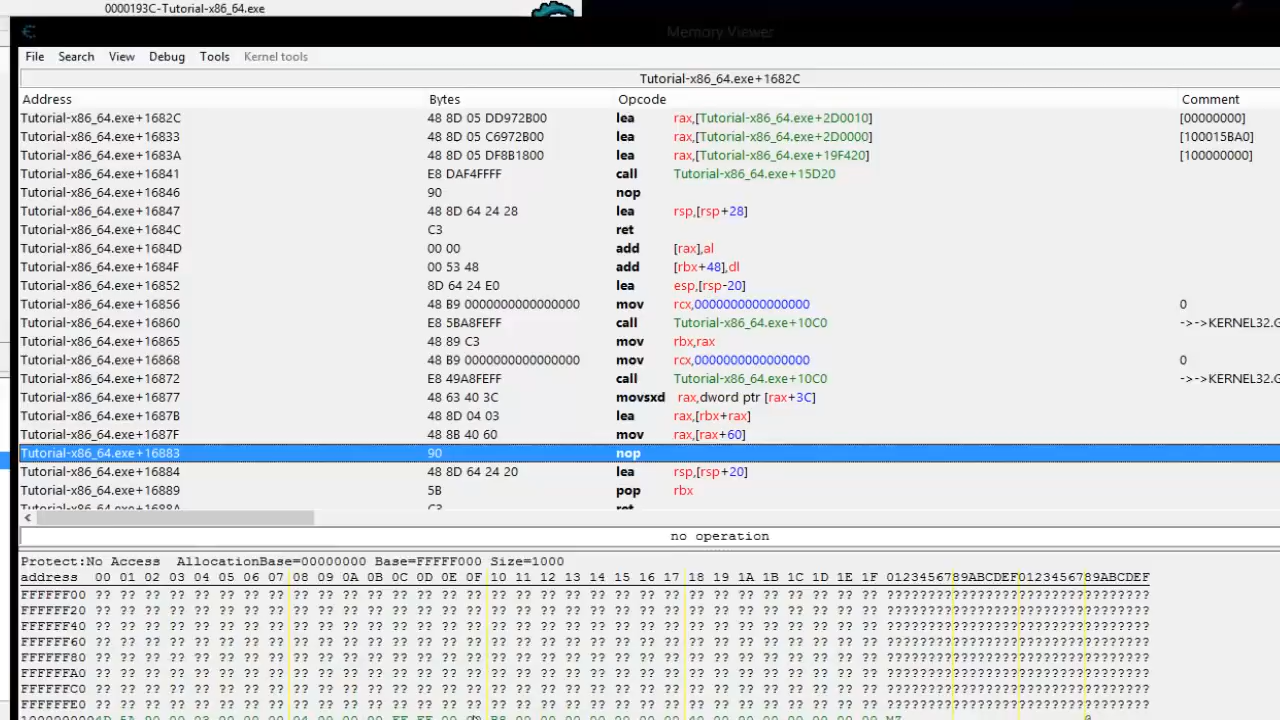 0000193C-Tutorial-x86_64.exe
Memory Viewer
File Search View Debug Tools Kernel tools
Tutorial-x86_64.exe+1682C
Address Bytes Opcode Comment
Tutorial-x86_64.exe+1682C 48 8D 05 DD972B00 lea rax,[Tutorial-x86_64.exe+2D0010] [00000000]
Tutorial-x86_64.exe+16833 48 8D 05 C6972B00 lea rax,[Tutorial-x86_64.exe+2D0000] [100015BA0]
Tutorial-x86_64.exe+1683A 48 8D 05 DF8B1800 lea rax,[Tutorial-x86_64.exe+19F420] [100000000]
Tutorial-x86_64.exe+16841 E8 DAF4FFFF call Tutorial-x86_64.exe+15D20
Tutorial-x86_64.exe+16846 90 nop
Tutorial-x86_64.exe+16847 48 8D 64 24 28 lea rsp,[rsp+28]
Tutorial-x86_64.exe+1684C C3 ret
Tutorial-x86_64.exe+1684D 00 00 add [rax],al
Tutorial-x86_64.exe+1684F 00 53 48 add [rbx+48],dl
Tutorial-x86_64.exe+16852 8D 64 24 E0 lea esp,[rsp-20]
Tutorial-x86_64.exe+16856 48 B9 0000000000000000 mov rcx,0000000000000000 0
Tutorial-x86_64.exe+16860 E8 5BA8FEFF call Tutorial-x86_64.exe+10C0 ->->KERNEL32.G
Tutorial-x86_64.exe+16865 48 89 C3 mov rbx,rax
Tutorial-x86_64.exe+16868 48 B9 0000000000000000 mov rcx,0000000000000000 0
Tutorial-x86_64.exe+16872 E8 49A8FEFF call Tutorial-x86_64.exe+10C0 ->->KERNEL32.G
Tutorial-x86_64.exe+16877 48 63 40 3C movsxd rax,dword ptr [rax+3C]
Tutorial-x86_64.exe+1687B 48 8D 04 03 lea rax,[rbx+rax]
Tutorial-x86_64.exe+1687F 48 8B 40 60 mov rax,[rax+60]
Tutorial-x86_64.exe+16883 90 nop
Tutorial-x86_64.exe+16884 48 8D 64 24 20 lea rsp,[rsp+20]
Tutorial-x86_64.exe+16889 5B pop rbx
Tutorial-x86_64.exe+1688A C3 ret
no operation
Protect:No Access AllocationBase=00000000 Base=FFFFF000 Size=1000
address 00 01 02 03 04 05 06 07 08 09 0A 0B 0C 0D 0E 0F 10 11 12 13 14 15 16 17 18 19 1A 1B 1C 1D 1E 1F 0123456789ABCDEF0123456789ABCDEF
FFFFFF00 ?? ?? ?? ?? ?? ?? ?? ?? ?? ?? ?? ?? ?? ?? ?? ?? ?? ?? ?? ?? ?? ?? ?? ?? ?? ?? ?? ?? ?? ?? ?? ?? ????????????????????????????????
FFFFFF20 ?? ?? ?? ?? ?? ?? ?? ?? ?? ?? ?? ?? ?? ?? ?? ?? ?? ?? ?? ?? ?? ?? ?? ?? ?? ?? ?? ?? ?? ?? ?? ?? ????????????????????????????????
FFFFFF40 ?? ?? ?? ?? ?? ?? ?? ?? ?? ?? ?? ?? ?? ?? ?? ?? ?? ?? ?? ?? ?? ?? ?? ?? ?? ?? ?? ?? ?? ?? ?? ?? ????????????????????????????????
FFFFFF60 ?? ?? ?? ?? ?? ?? ?? ?? ?? ?? ?? ?? ?? ?? ?? ?? ?? ?? ?? ?? ?? ?? ?? ?? ?? ?? ?? ?? ?? ?? ?? ?? ????????????????????????????????
FFFFFF80 ?? ?? ?? ?? ?? ?? ?? ?? ?? ?? ?? ?? ?? ?? ?? ?? ?? ?? ?? ?? ?? ?? ?? ?? ?? ?? ?? ?? ?? ?? ?? ?? ????????????????????????????????
FFFFFFA0 ?? ?? ?? ?? ?? ?? ?? ?? ?? ?? ?? ?? ?? ?? ?? ?? ?? ?? ?? ?? ?? ?? ?? ?? ?? ?? ?? ?? ?? ?? ?? ?? ????????????????????????????????
FFFFFFC0 ?? ?? ?? ?? ?? ?? ?? ?? ?? ?? ?? ?? ?? ?? ?? ?? ?? ?? ?? ?? ?? ?? ?? ?? ?? ?? ?? ?? ?? ?? ?? ?? ????????????????????????????????
FFFFFFE0 ?? ?? ?? ?? ?? ?? ?? ?? ?? ?? ?? ?? ?? ?? ?? ?? ?? ?? ?? ?? ?? ?? ?? ?? ?? ?? ?? ?? ?? ?? ?? ?? ????????????????????????????????